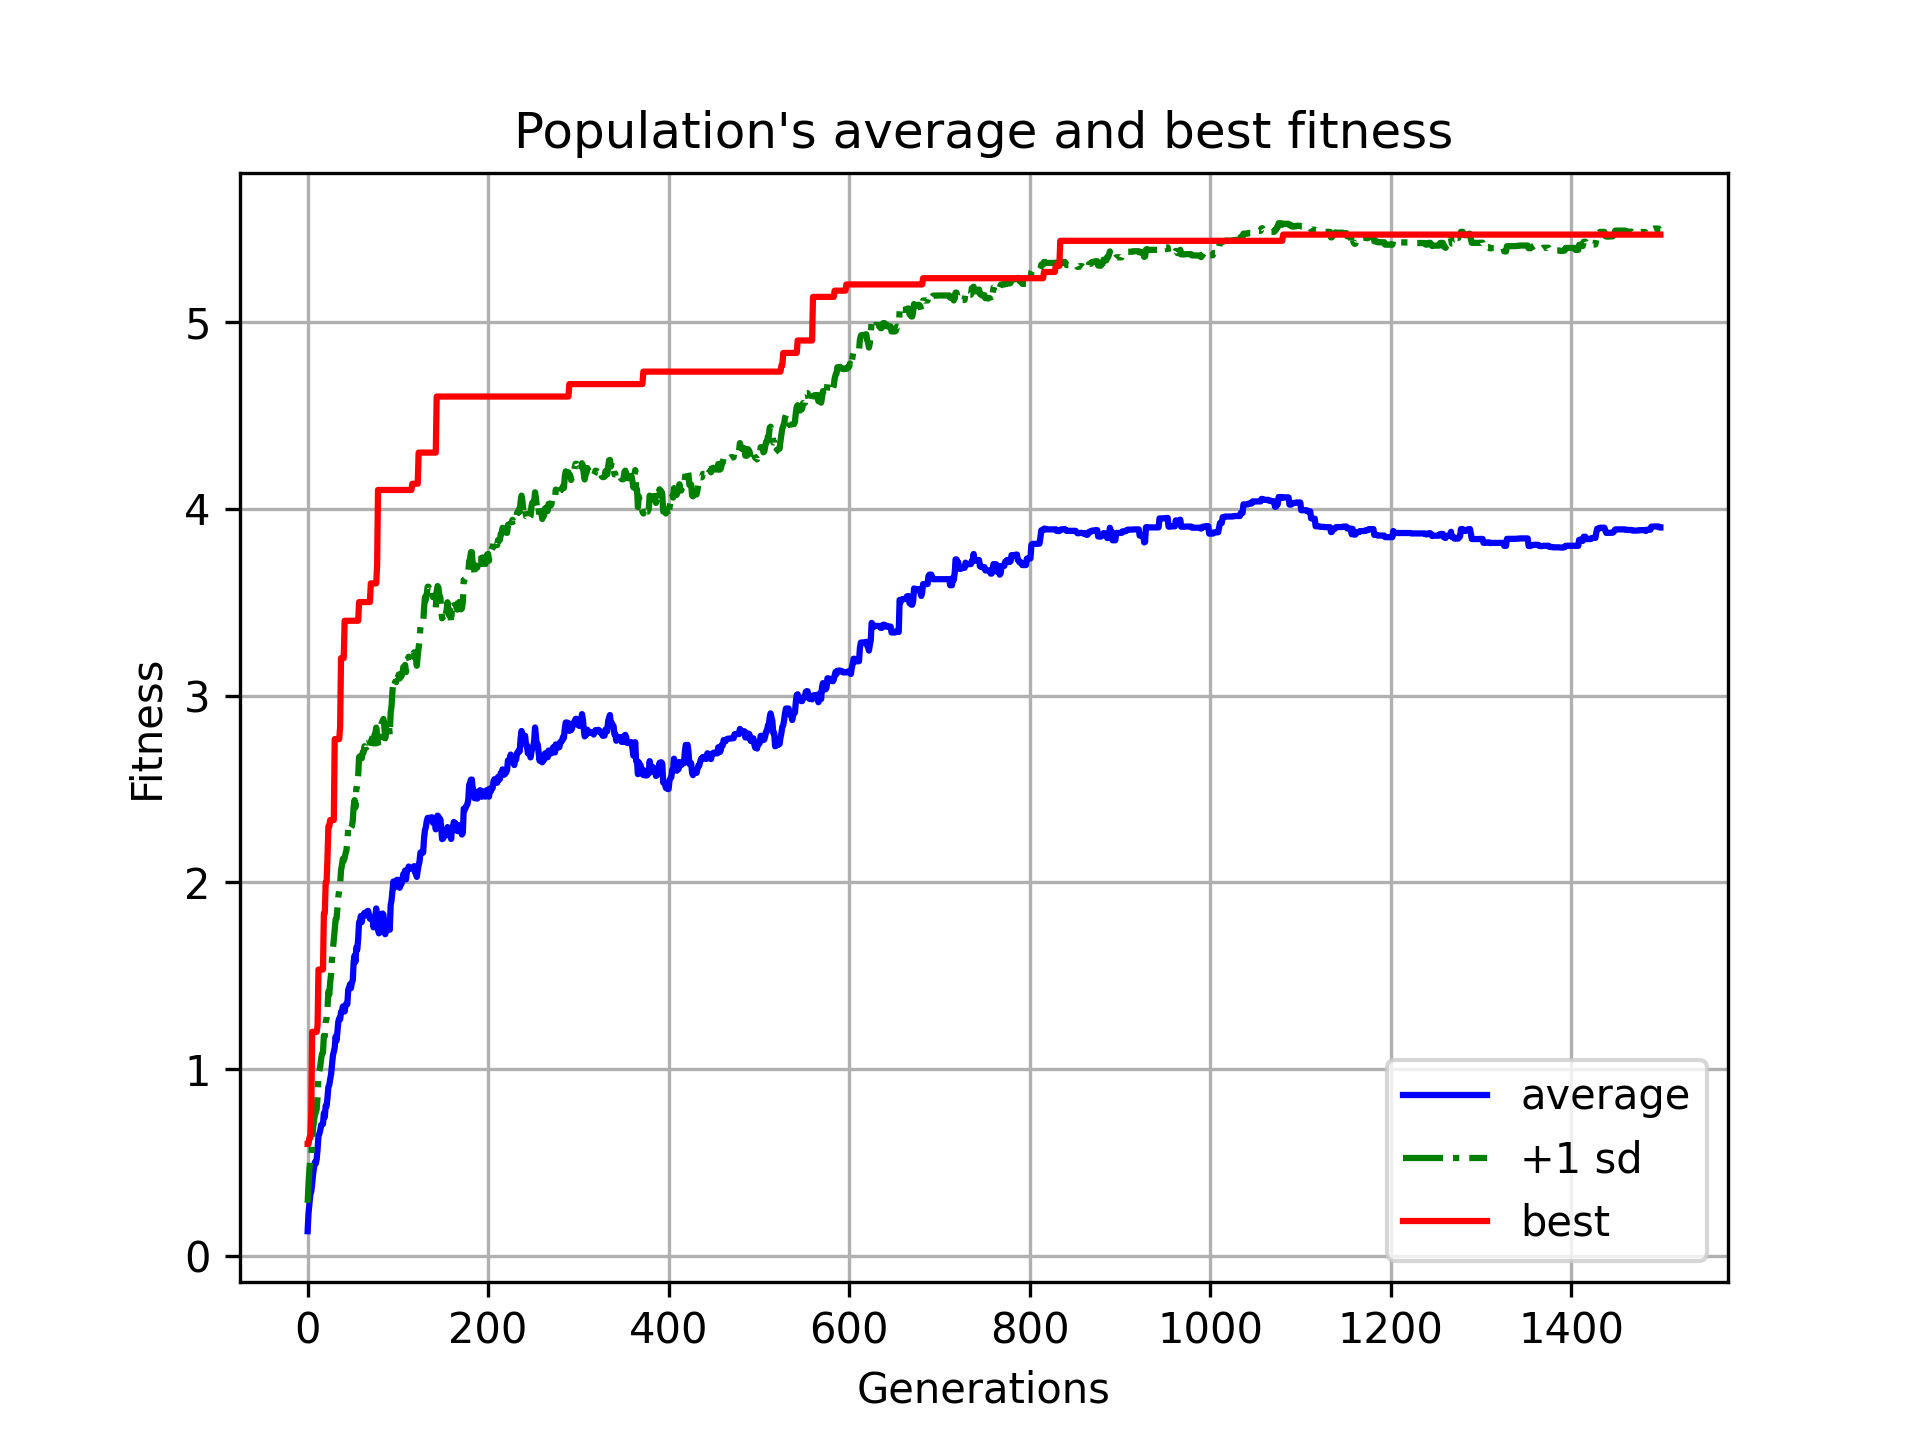 Population's average and best fitness
Fitness
5
4
3
2
1
0
0 200 400 600 800 1000 1200 1400
Generations
average
+1 sd
best